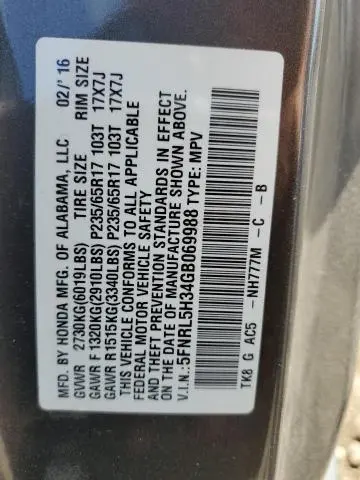 MFD. BY HONDA MFG. OF ALABAMA, LLC 02/'16
GVWR 2730KG(6019LBS) TIRE SIZE RIM SIZE
GAWR F 1320KG(2910LBS) P235/65R17 103T 17X7J
GAWR R1515KG(3340LBS) P235/65R17 103T 17X7J
THIS VEHICLE CONFORMS TO ALL APPLICABLE
FEDERAL MOTOR VEHICLE SAFETY
AND THEFT PREVENTION STANDARDS IN EFFECT
ON THE DATE OF MANUFACTURE SHOWN ABOVE.
V.I.N.:5FNRL5H34GB069988 TYPE: MPV
TK8 G AC5 -NH777M -C -B